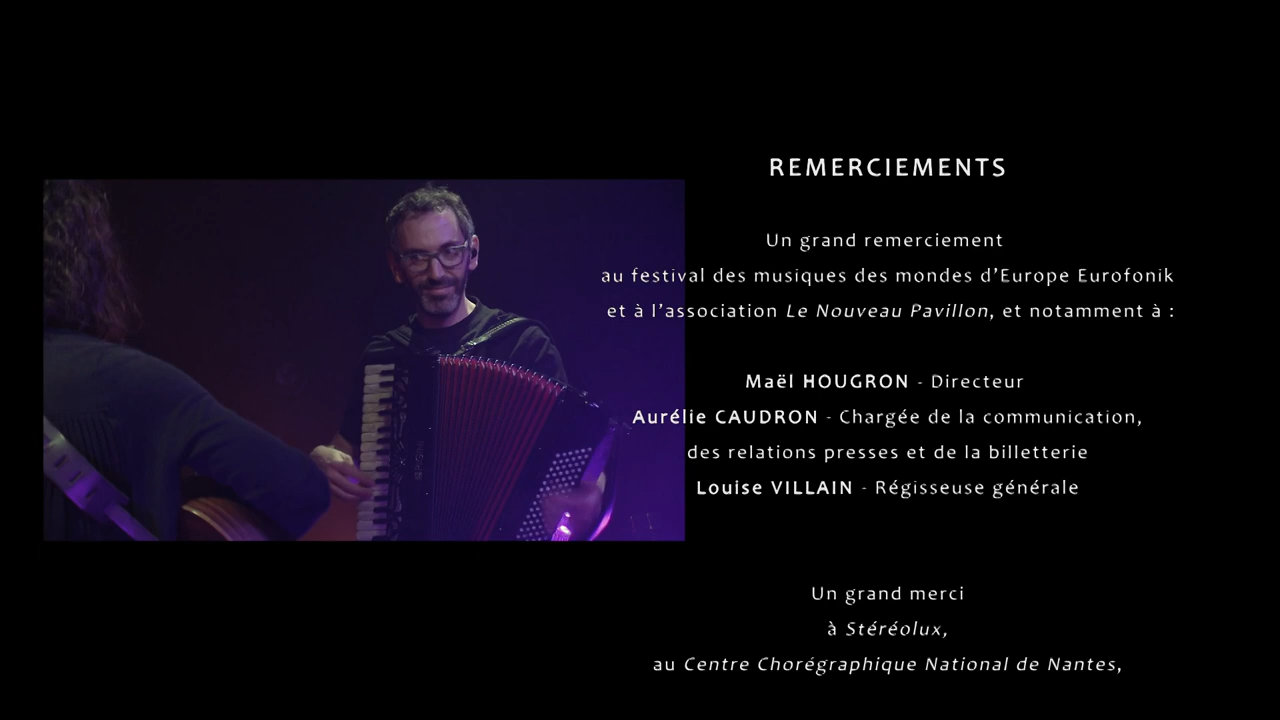 REMERCIEMENTS
Un grand remerciement
au festival des musiques des mondes d’Europe Eurofonik
et à l’association Le Nouveau Pavillon, et notamment à :
Maël HOUGRON - Directeur
Aurélie CAUDRON - Chargée de la communication,
des relations presses et de la billetterie
Louise VILLAIN - Régisseuse générale
Un grand merci
à Stéréolux,
au Centre Chorégraphique National de Nantes,